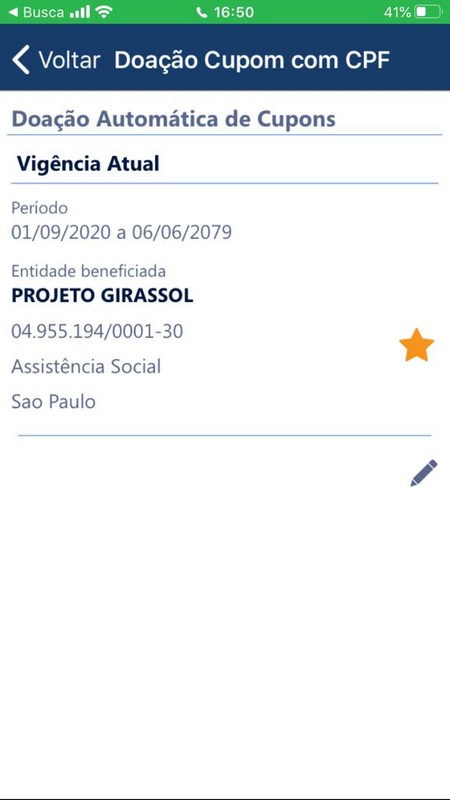 Busca 16:50 41%
Voltar Doação Cupom com CPF
Doação Automática de Cupons
Vigência Atual
Período
01/09/2020 a 06/06/2079
Entidade beneficiada
PROJETO GIRASSOL
04.955.194/0001-30
Assistência Social
Sao Paulo